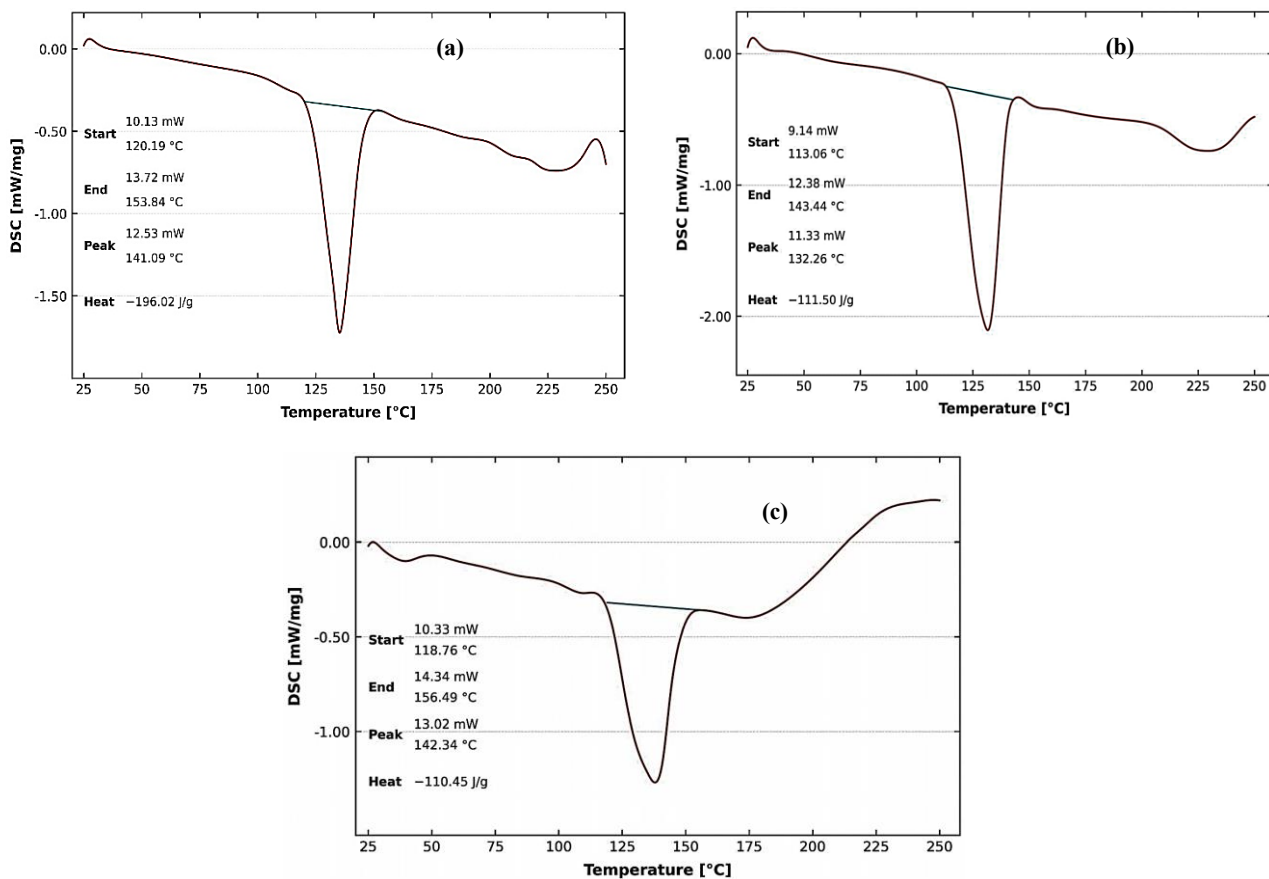 (a)
0.00
-0.50
-1.00
-1.50
DSC [mW/mg]
Start 10.13 mW
120.19 °C
End 13.72 mW
153.84 °C
Peak 12.53 mW
141.09 °C
Heat −196.02 J/g
25 50 75 100 125 150 175 200 225 250
Temperature [°C]
(b)
0.00
-1.00
-2.00
DSC [mW/mg]
Start 9.14 mW
113.06 °C
End 12.38 mW
143.44 °C
Peak 11.33 mW
132.26 °C
Heat −111.50 J/g
25 50 75 100 125 150 175 200 225 250
Temperature [°C]
(c)
0.00
-0.50
-1.00
DSC [mW/mg]
Start 10.33 mW
118.76 °C
End 14.34 mW
156.49 °C
Peak 13.02 mW
142.34 °C
Heat −110.45 J/g
25 50 75 100 125 150 175 200 225 250
Temperature [°C]